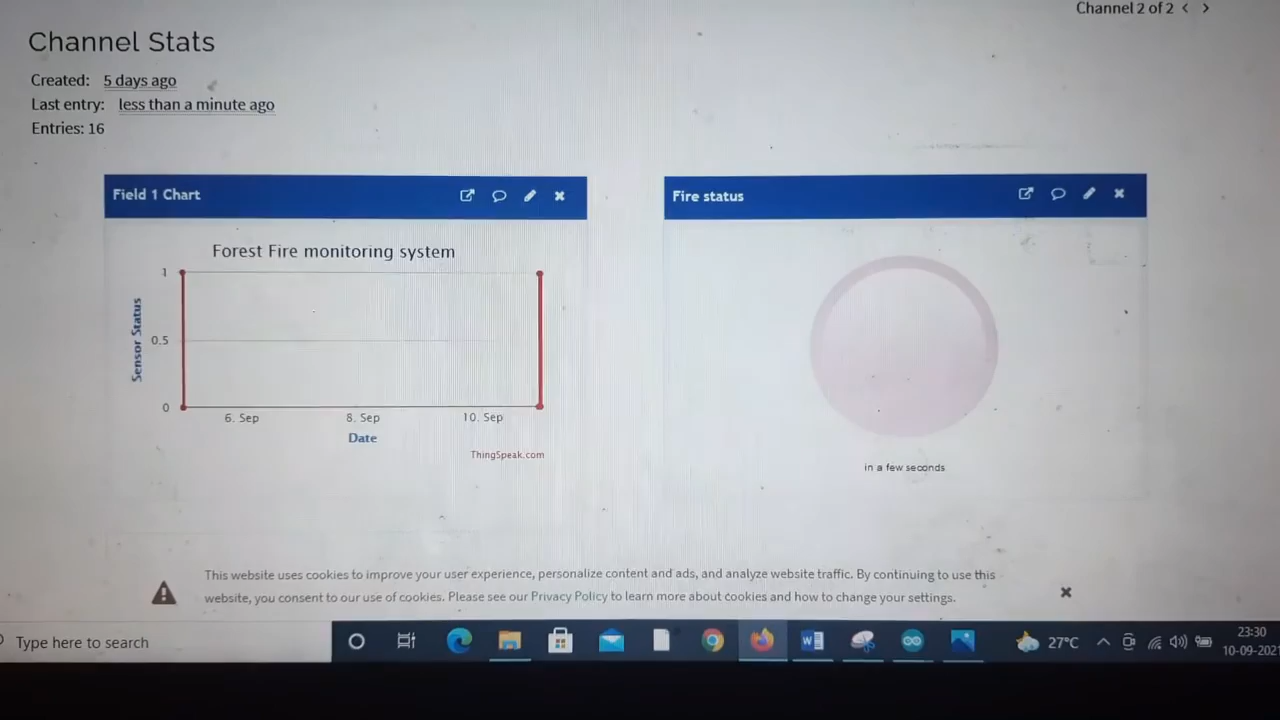 Channel 2 of 2 < >
Channel Stats
Created: 5 days ago
Last entry: less than a minute ago
Entries: 16
Field 1 Chart
Fire status
Forest Fire monitoring system
1
0.5
0
Sensor Status
6. Sep 8. Sep 10. Sep
Date
ThingSpeak.com
in a few seconds
This website uses cookies to improve your user experience, personalize content and ads, and analyze website traffic. By continuing to use this
website, you consent to our use of cookies. Please see our Privacy Policy to learn more about cookies and how to change your settings.
Type here to search
27°C
23:30
10-09-2021